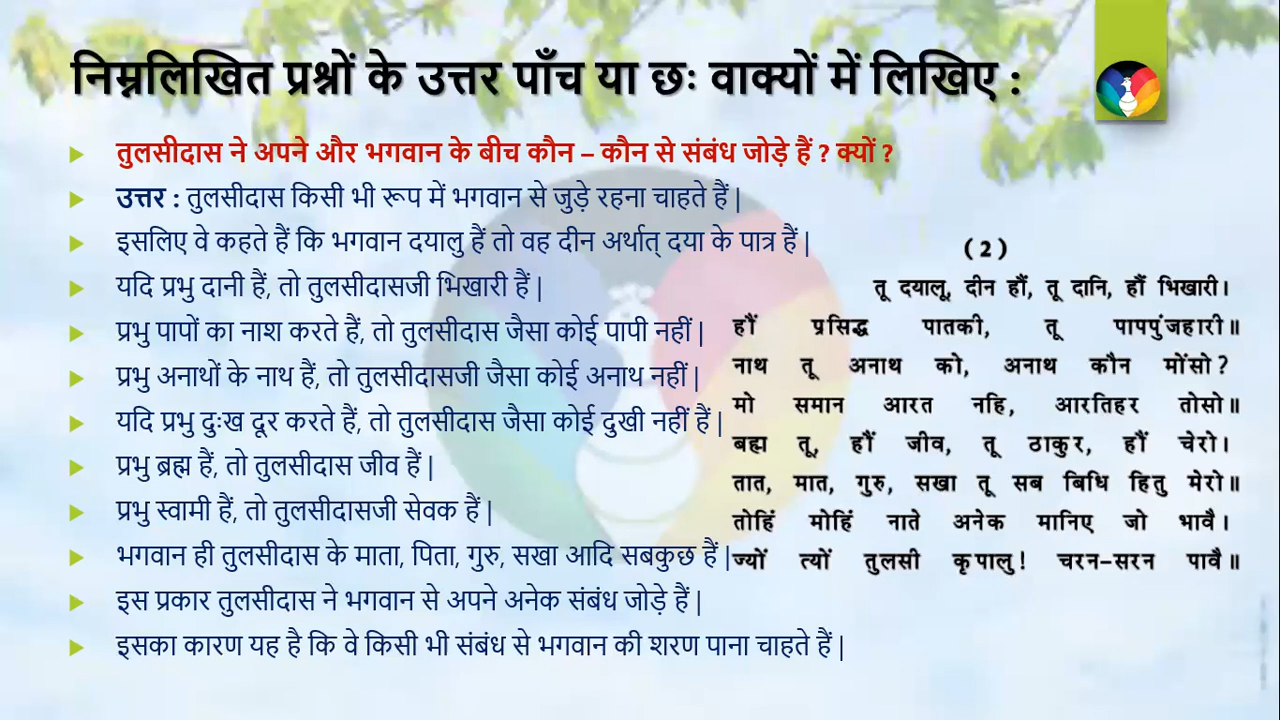 निम्नलिखित प्रश्नों के उत्तर पाँच या छः वाक्यों में लिखिए :
तुलसीदास ने अपने और भगवान के बीच कौन – कौन से संबंध जोड़े हैं ? क्यों ?
उत्तर : तुलसीदास किसी भी रूप में भगवान से जुड़े रहना चाहते हैं |
इसलिए वे कहते हैं कि भगवान दयालु हैं तो वह दीन अर्थात् दया के पात्र हैं |
यदि प्रभु दानी हैं, तो तुलसीदासजी भिखारी हैं |
प्रभु पापों का नाश करते हैं, तो तुलसीदास जैसा कोई पापी नहीं |
प्रभु अनाथों के नाथ हैं, तो तुलसीदासजी जैसा कोई अनाथ नहीं |
यदि प्रभु दुःख दूर करते हैं, तो तुलसीदास जैसा कोई दुखी नहीं हैं |
प्रभु ब्रह्म हैं, तो तुलसीदास जीव हैं |
प्रभु स्वामी हैं, तो तुलसीदासजी सेवक हैं |
भगवान ही तुलसीदास के माता, पिता, गुरु, सखा आदि सबकुछ हैं |
इस प्रकार तुलसीदास ने भगवान से अपने अनेक संबंध जोड़े हैं |
इसका कारण यह है कि वे किसी भी संबंध से भगवान की शरण पाना चाहते हैं |
(2)
तू दयालू, दीन हौं, तू दानि, हौं भिखारी।
हौं प्रसिद्ध पातकी, तू पापपुंजहारी॥
नाथ तू अनाथ को, अनाथ कौन मोंसो ?
मो समान आरत नहि, आरतिहर तोसो॥
ब्रह्म तू, हौं जीव, तू ठाकुर, हौं चेरो।
तात, मात, गुरु, सखा तू सब बिधि हितु मेरो॥
तोहिं मोहिं नाते अनेक मानिए जो भावै।
ज्यों त्यों तुलसी कृपालु! चरन-सरन पावै॥